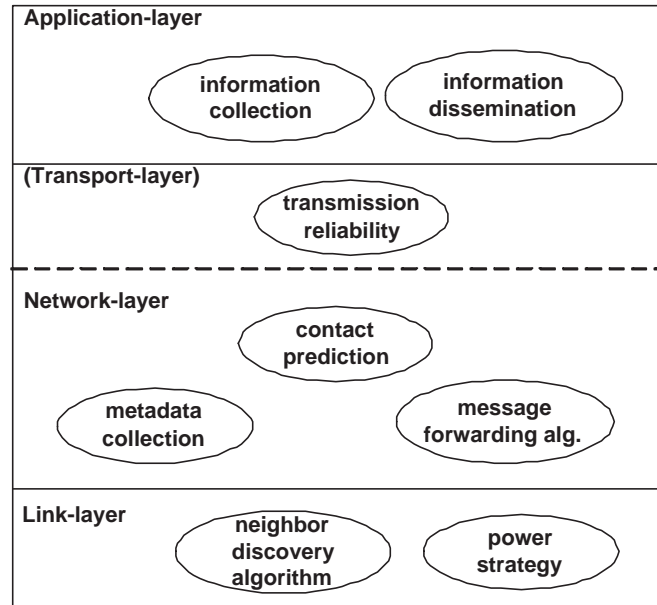 Application-layer
information
collection
information
dissemination
(Transport-layer)
transmission
reliability
Network-layer
contact
prediction
metadata
collection
message
forwarding alg.
Link-layer
neighbor
discovery
algorithm
power
strategy